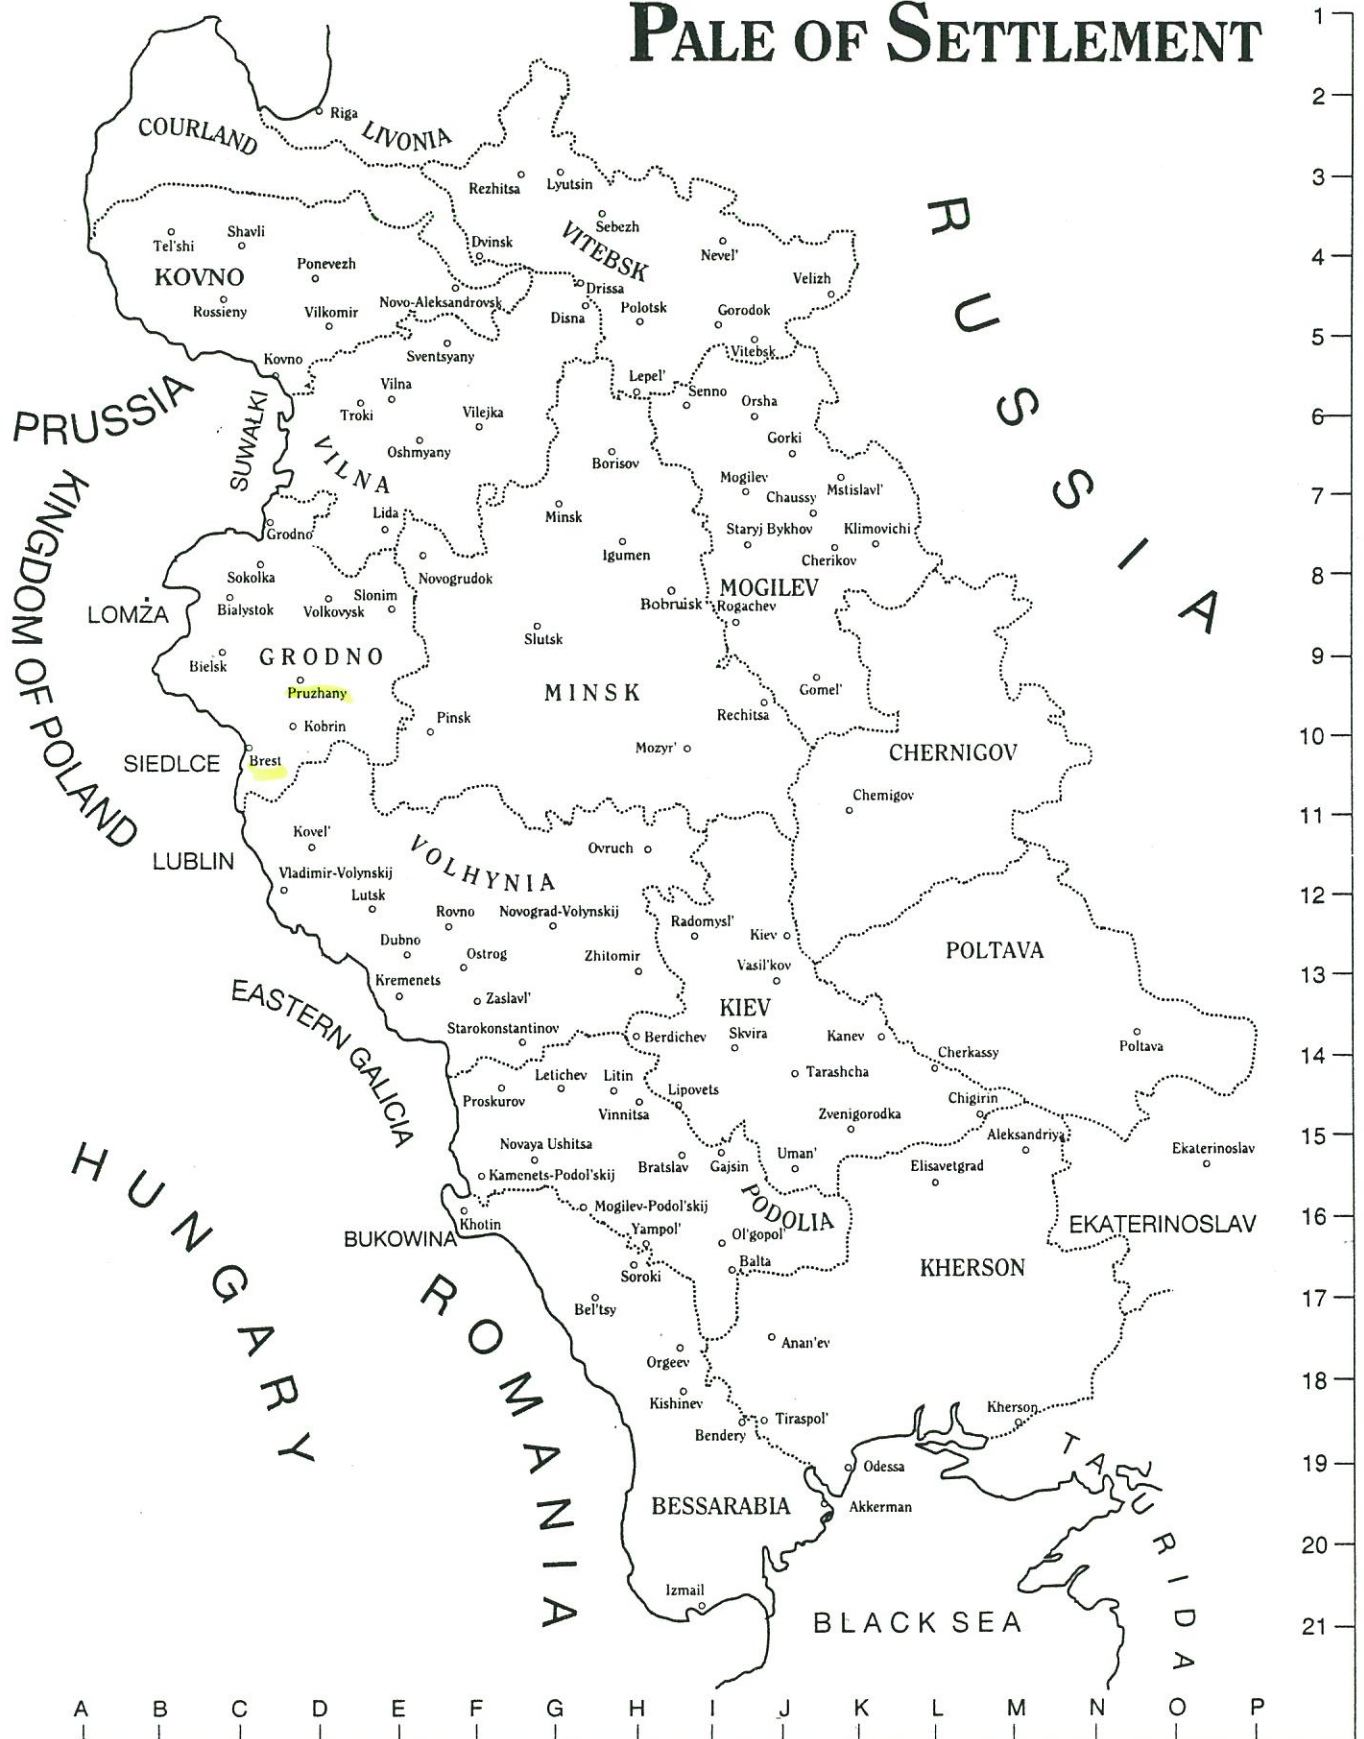 PALE OF SETTLEMENT
1
2
3
4
5
6
7
8
9
10
11
12
13
14
15
16
17
18
19
20
21
Riga
COURLAND
LIVONIA
Rezhitsa
Lyutsin
Sebezh
VITEBSK
Nevel'
Velizh
RUSSIA
Tel'shi
Shavli
KOVNO
Ponevezh
Dvinsk
Rossieny
Vilkomir
Novo-Aleksandrovsk
Drissa
Disna
Polotsk
Gorodok
Vitebsk
Kovno
Sventsyany
PRUSSIA
SUWAŁKI
Troki
Vilna
Vilejka
Oshmyany
VILNA
Lepel'
Senno
Orsha
Gorki
Borisov
Mogilev
Mstislavl'
Chaussy
Minsk
Staryj Bykhov
Klimovichi
Igumen
Cherikov
Lida
Grodno
KINGDOM OF POLAND
Sokolka
Novogrudok
MOGILEV
LOMŻA
Bialystok
Volkovysk
Slonim
Bobruisk
Rogachev
Slutsk
Bielsk
GRODNO
Pruzhany
MINSK
Gomel'
Rechitsa
Kobrin
Pinsk
Mozyr'
SIEDLCE
Brest
CHERNIGOV
Chemigov
Kovel'
LUBLIN
VOLHYNIA
Ovruch
Vladimir-Volynskij
Lutsk
Rovno
Novograd-Volynskij
Radomysl'
Kiev
Dubno
Ostrog
Zhitomir
Vasil'kov
POLTAVA
Kremenets
Zaslavl'
KIEV
EASTERN GALICIA
Starokonstantinov
Berdichev
Skvira
Kanev
Cherkassy
Poltava
Proskurov
Letichev
Litin
Vinnitsa
Lipovets
Tarashcha
Zvenigorodka
Chigirin
Aleksandriya
Novaya Ushitsa
Bratslav
Gajsin
Uman'
Elisavetgrad
Ekaterinoslav
HUNGARY
Kamenets-Podol'skij
Mogilev-Podol'skij
PODOLIA
Khotin
BUKOWINA
Yampol'
Ol'gopol'
EKATERINOSLAV
Soroki
Balta
KHERSON
ROMANIA
Bel'tsy
Anan'ev
Orgeev
Kishinev
Bendery
Tiraspol'
Kherson
TAURIDA
Odessa
BESSARABIA
Akkerman
Izmail
BLACK SEA
A B C D E F G H I J K L M N O P